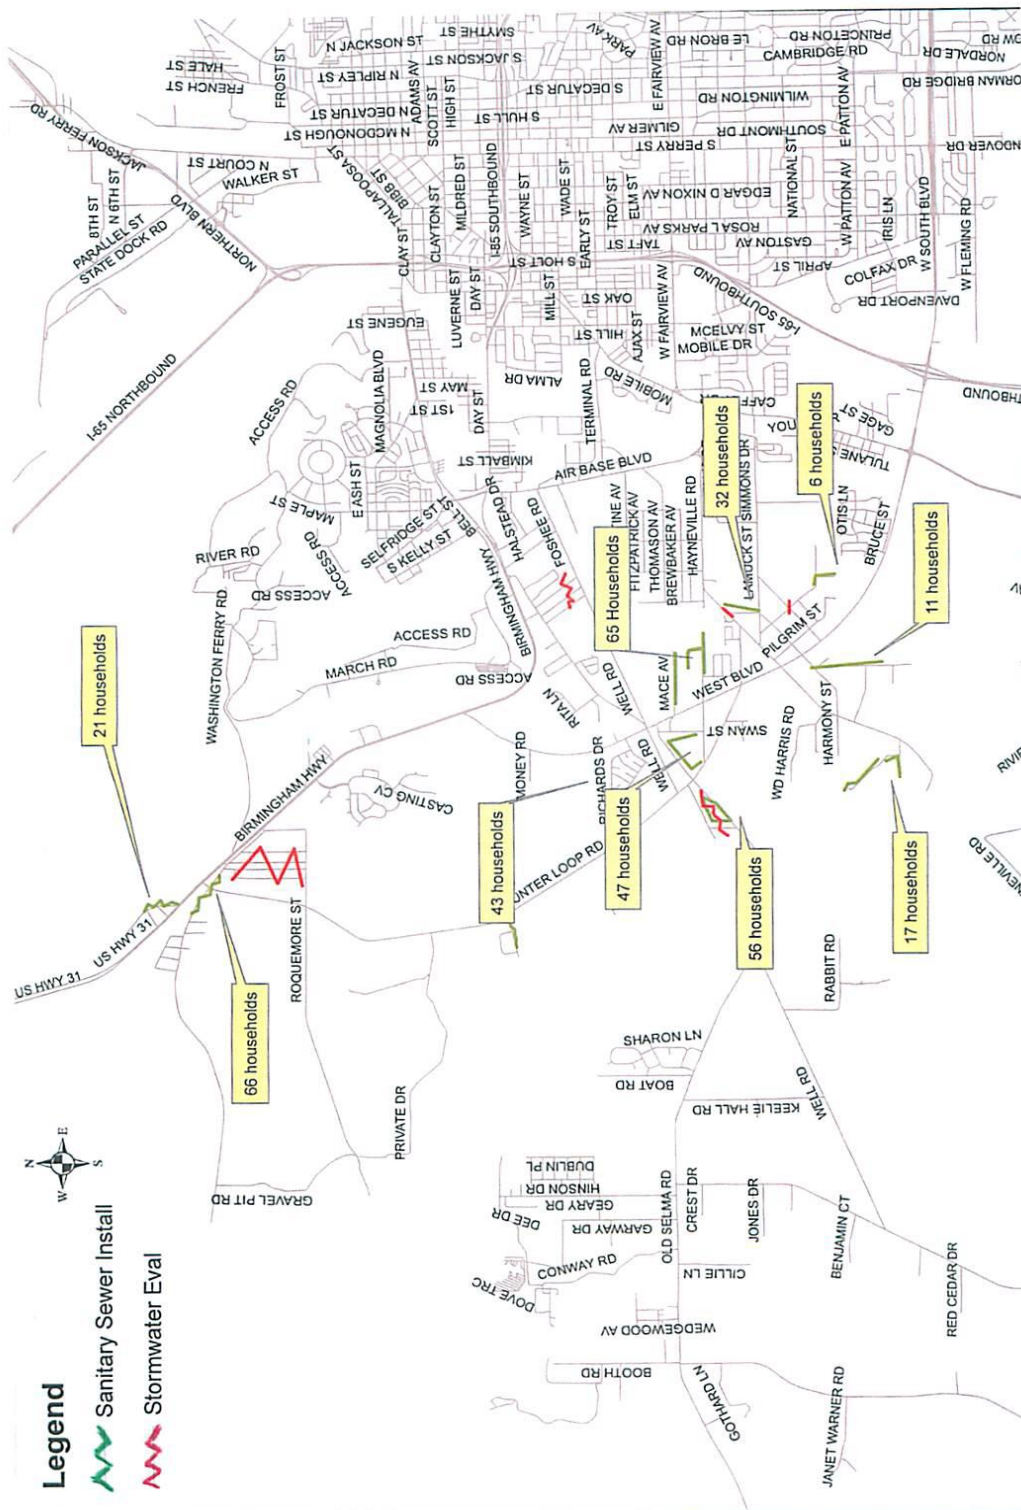 Legend
Sanitary Sewer Install
Stormwater Eval
N
W
E
S
US HWY 31
US HWY 31
21 households
66 households
ROQUEMORE ST
GRAVEL PIT RD
PRIVATE DR
BIRMINGHAM HWY
WASHINGTON FERRY RD
CASTING CV
MARCH RD
ACCESS RD
ACCESS RD
BIRMINGHAM HWY
RIVER RD
ACCESS RD
ACCESS RD
ACCESS RD
MAPLE ST
E ASH ST
MAGNOLIA BLVD
SELFRIDGE ST
S KELLY ST
BELL ST
HALSTEAD DR
FOSHEE RD
I-65 NORTHBOUND
NORTHERN BLVD
STATE DOCK RD
PARALLEL ST
8TH ST
N 6TH ST
JACKSON FERRY RD
WALKER ST
N COURT ST
FRENCH ST
HALE ST
FROST ST
N JACKSON ST
N RIPLEY ST
N DECATUR ST
N MCDONOUGH ST
ADAMS AV
SCOTT ST
HIGH ST
SMYTHE ST
S JACKSON ST
S DECATUR ST
S HULL ST
TALLAPOOSA ST
BIBB ST
CLAY ST
CLAYTON ST
MILDRED ST
I-85 SOUTHBOUND
WAYNE ST
WADE ST
EARLY ST
S HOLT ST
EUGENE ST
LUVERNE ST
DAY ST
MAY ST
1ST ST
DAY ST
KIMBALL ST
ALMA DR
MILL ST
OAK ST
HILL ST
AJAX ST
TERMINAL RD
MOBILE RD
AIR BASE BLVD
PARK AV
E FAIRVIEW AV
LE BRON RD
CAMBRIDGE RD
PRINCETON RD
NORDALE DR
WILMINGTON RD
GILMER AV
S PERRY ST
SOUTHMONT DR
E PATTON AV
TROY ST
ELM ST
EDGAR D NIXON AV
NATIONAL ST
ROSA L PARKS AV
TAFT ST
GASTON AV
W PATTON AV
IRIS LN
W SOUTH BLVD
W FLEMING RD
APRIL ST
COLFAX DR
DAVENPORT DR
W FAIRVIEW AV
I-65 SOUTHBOUND
MCELVY ST
MOBILE DR
GAGE ST
32 households
6 households
SIMMONS DR
OTIS LN
BRUCE ST
11 households
65 Households
FITZPATRICK AV
THOMASON AV
BREWBAKER AV
HAYNEVILLE RD
PILGRIM ST
WEST BLVD
MACE AV
WELL RD
RITA LN
MONEY RD
WELL RD
SWAN ST
WD HARRIS RD
HARMONY ST
43 households
47 households
56 households
17 households
RABBIT RD
SHARON LN
BOAT RD
KEELIE HALL RD
WELL RD
DUBLIN PL
HINSON DR
GEARY DR
DEE DR
GARWAY DR
OLD SELMA RD
CREST DR
JONES DR
BENJAMIN CT
CONWAY RD
DOVE TRC
CILLIE LN
RED CEDAR DR
WEDGEWOOD AV
BOOTH RD
GOTHARD LN
JANET WARNER RD